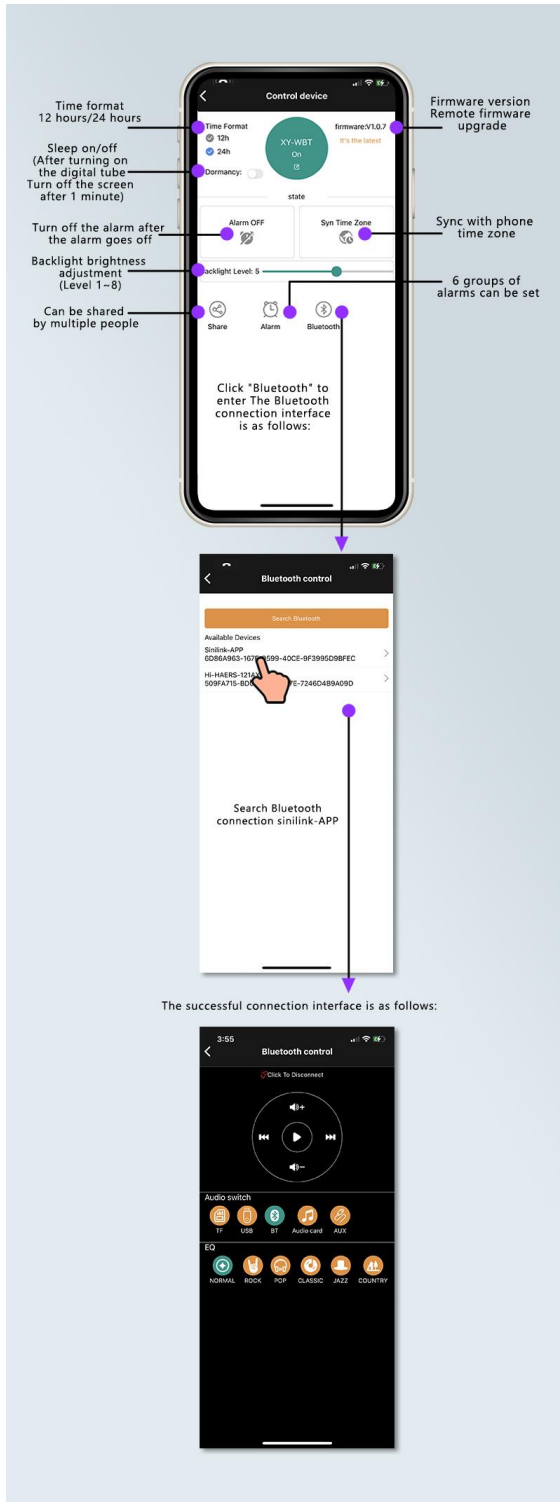 Time format
12 hours/24 hours
Sleep on/off
(After turning on
the digital tube
Turn off the screen
after 1 minute)
Turn off the alarm after
the alarm goes off
Backlight brightness
adjustment
(Level 1~8)
Can be shared
by multiple people
Firmware version
Remote firmware
upgrade
Sync with phone
time zone
6 groups of
alarms can be set
Control device
Time Format
12h
24h
Dormancy:
XY-WBT
On
firmware:V1.0.7
It's the latest
state
Alarm OFF
Syn Time Zone
acklight Level: 5
Share
Alarm
Bluetooth
Click "Bluetooth" to
enter The Bluetooth
connection interface
is as follows:
Bluetooth control
Search Bluetooth
Available Devices
Sinilink-APP
-40CE-9F3995D9BFEC
-7246D4B9A09D
Search Bluetooth
connection sinilink-APP
The successful connection interface is as follows:
3:55
Bluetooth control
Click To Disconnect
Audio switch
TF
USB
BT
Audio card
AUX
EQ
NORMAL
ROCK
POP
CLASSIC
JAZZ
COUNTRY